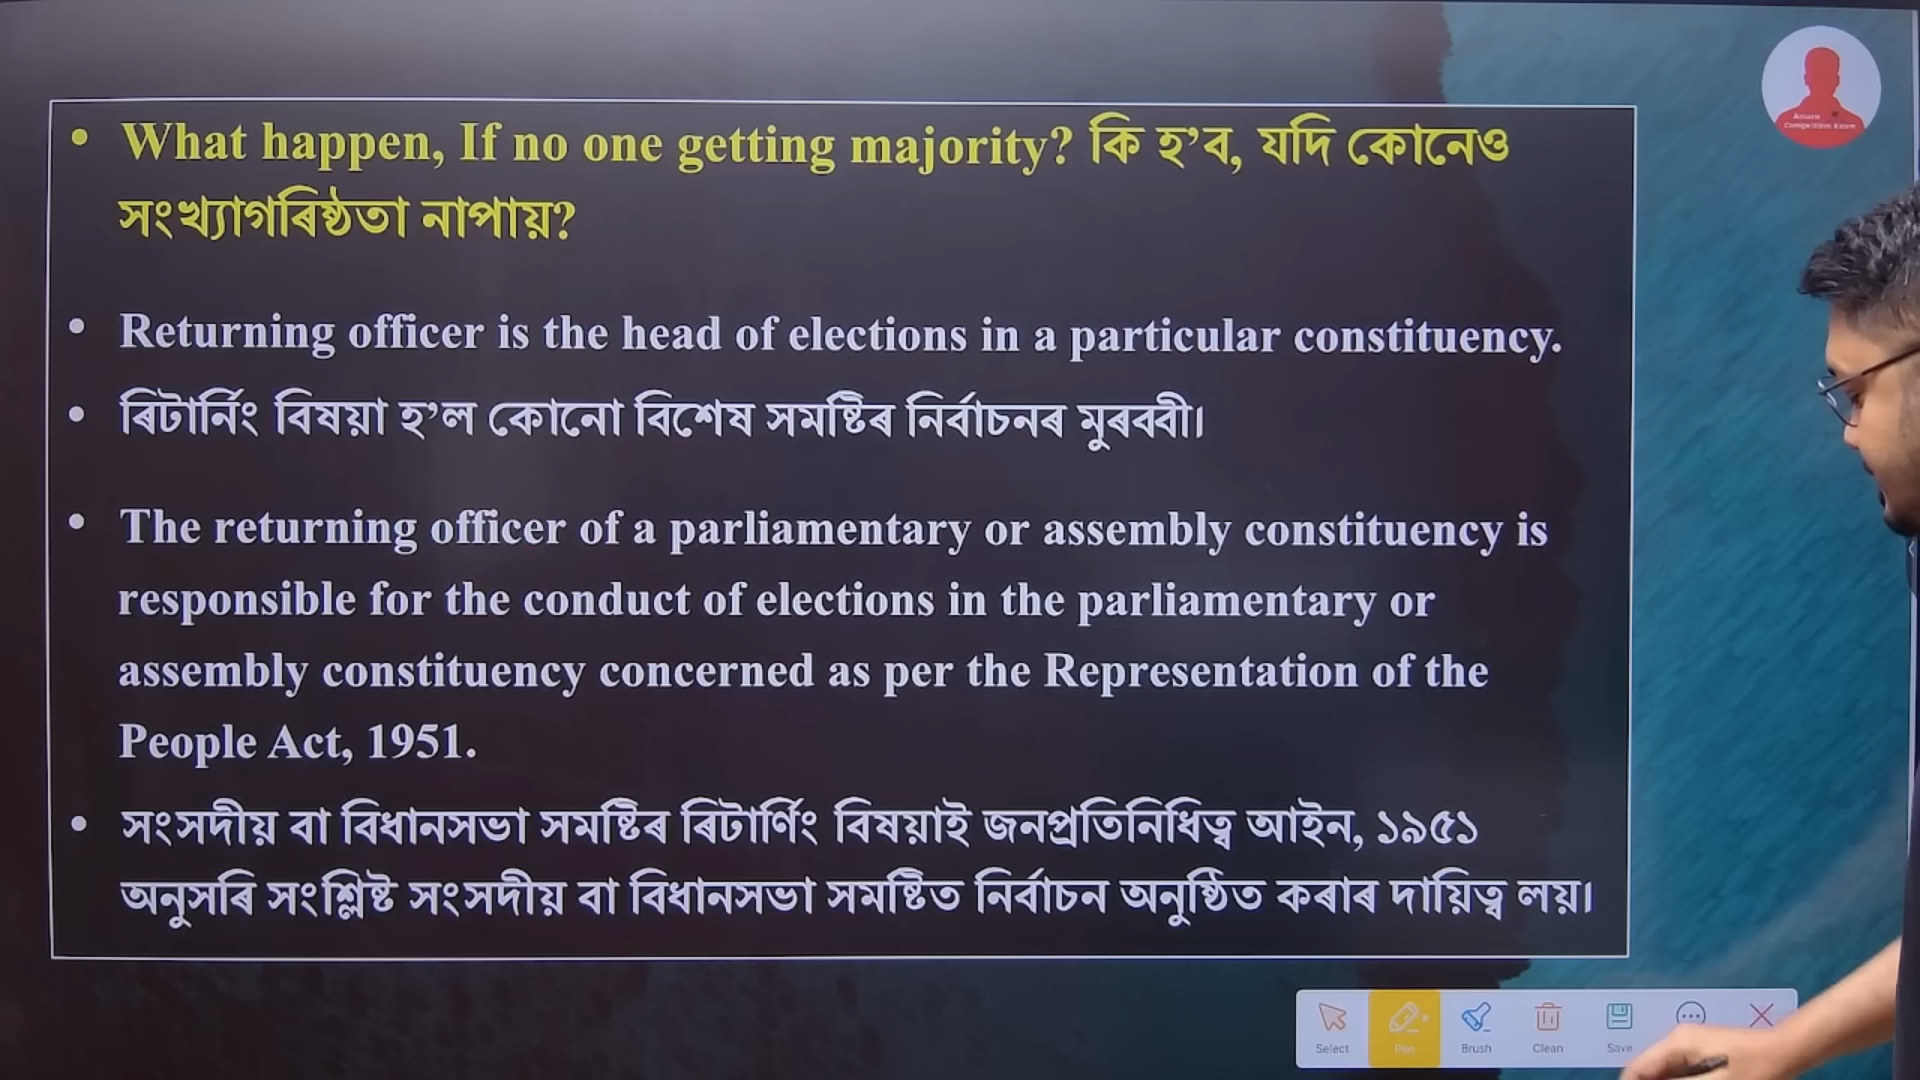 • What happen, If no one getting majority? কি হ’ব, যদি কোনেও
সংখ্যাগৰিষ্ঠতা নাপায়?
• Returning officer is the head of elections in a particular constituency.
• ৰিটাৰ্নিং বিষয়া হ’ল কোনো বিশেষ সমষ্টিৰ নিৰ্বাচনৰ মুৰব্বী।
• The returning officer of a parliamentary or assembly constituency is
responsible for the conduct of elections in the parliamentary or
assembly constituency concerned as per the Representation of the
People Act, 1951.
• সংসদীয় বা বিধানসভা সমষ্টিৰ ৰিটাৰ্ণিং বিষয়াই জনপ্ৰতিনিধিত্ব আইন, ১৯৫১
অনুসৰি সংশ্লিষ্ট সংসদীয় বা বিধানসভা সমষ্টিত নিৰ্বাচন অনুষ্ঠিত কৰাৰ দায়িত্ব লয়।
Assam
Competitive Exam
Select Pen Brush Clean Save